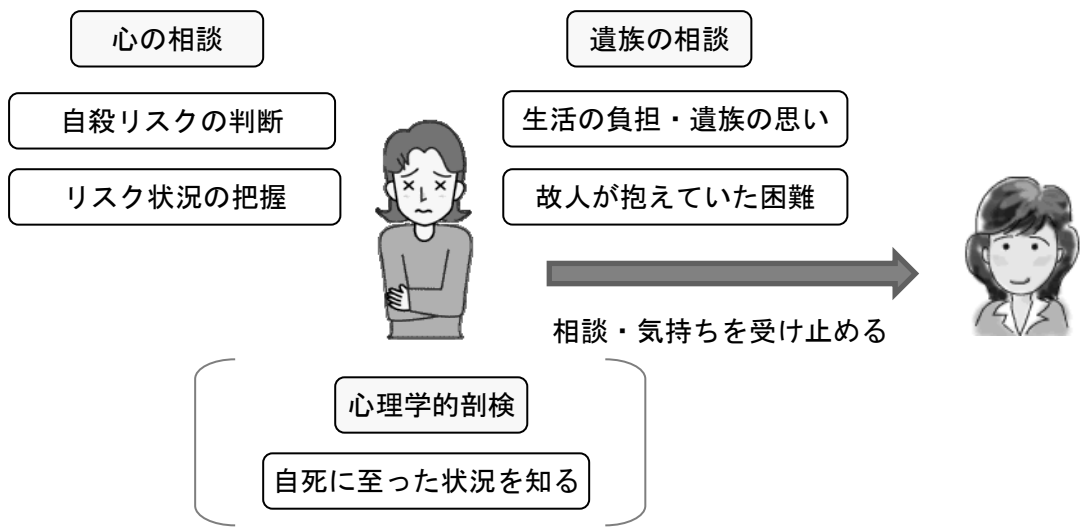 心の相談
自殺リスクの判断
リスク状況の把握
遺族の相談
生活の負担・遺族の思い
故人が抱えていた困難
相談・気持ちを受け止める
心理学的剖検
自死に至った状況を知る